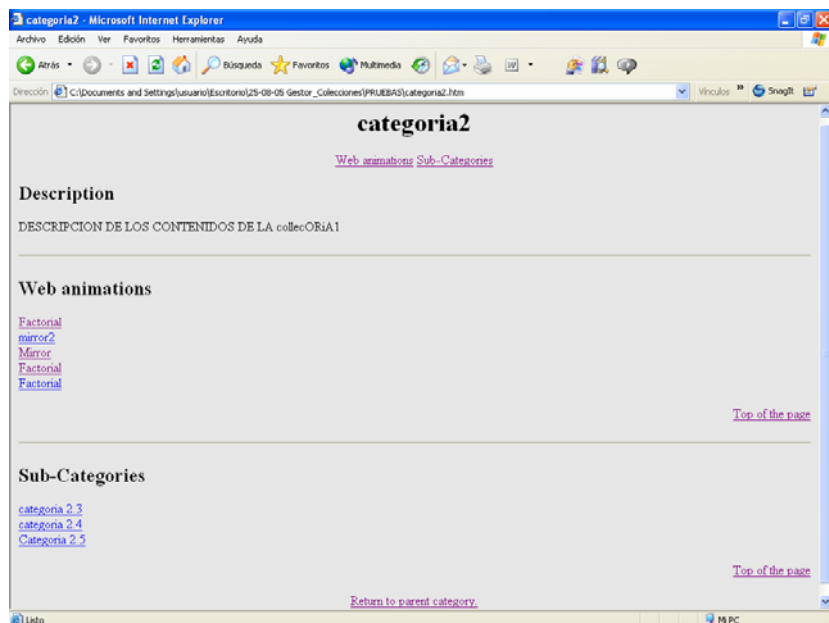 categoria2 - Microsoft Internet Explorer
Archivo Edición Ver Favoritos Herramientas Ayuda
Atrás Búsqueda Favoritos Multimedia
Dirección C:\Documents and Settings\usuario\Escritorio\25-08-05 Gestor_Colecciones\PRUEBAS\categoria2.htm Vínculos » SnagIt
categoria2
Web animations Sub-Categories
Description
DESCRIPCION DE LOS CONTENIDOS DE LA collecORiA1
Web animations
Factorial
mirror2
Mirror
Factorial
Factorial
Top of the page
Sub-Categories
categoria 2.3
categoria 2.4
Categoria 2.5
Top of the page
Return to parent category.
Listo Mi PC